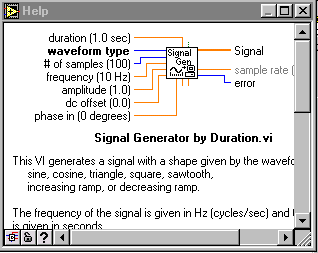 Help
duration (1.0 sec)
waveform type
# of samples (100)
frequency (10 Hz)
amplitude (1.0)
dc offset (0.0)
phase in (0 degrees)
Signal
Gen
Signal
sample rate (
error
Signal Generator by Duration.vi
This VI generates a signal with a shape given by the wavefo
sine, cosine, triangle, square, sawtooth,
increasing ramp, or decreasing ramp.
The frequency of the signal is given in Hz (cycles/sec) and
is given in seconds
?